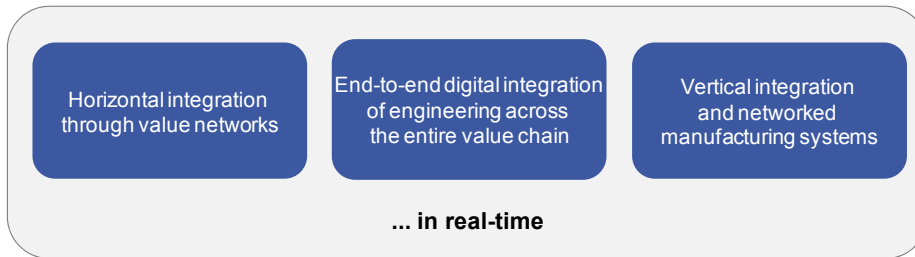 Horizontal integration
through value networks
End-to-end digital integration
of engineering across
the entire value chain
Vertical integration
and networked
manufacturing systems
... in real-time